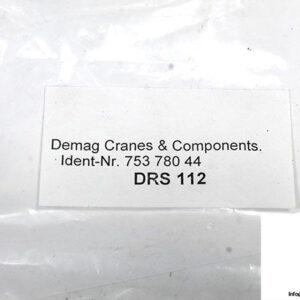 Demag Cranes & Components.
Ident-Nr. 753 780 44
DRS 112